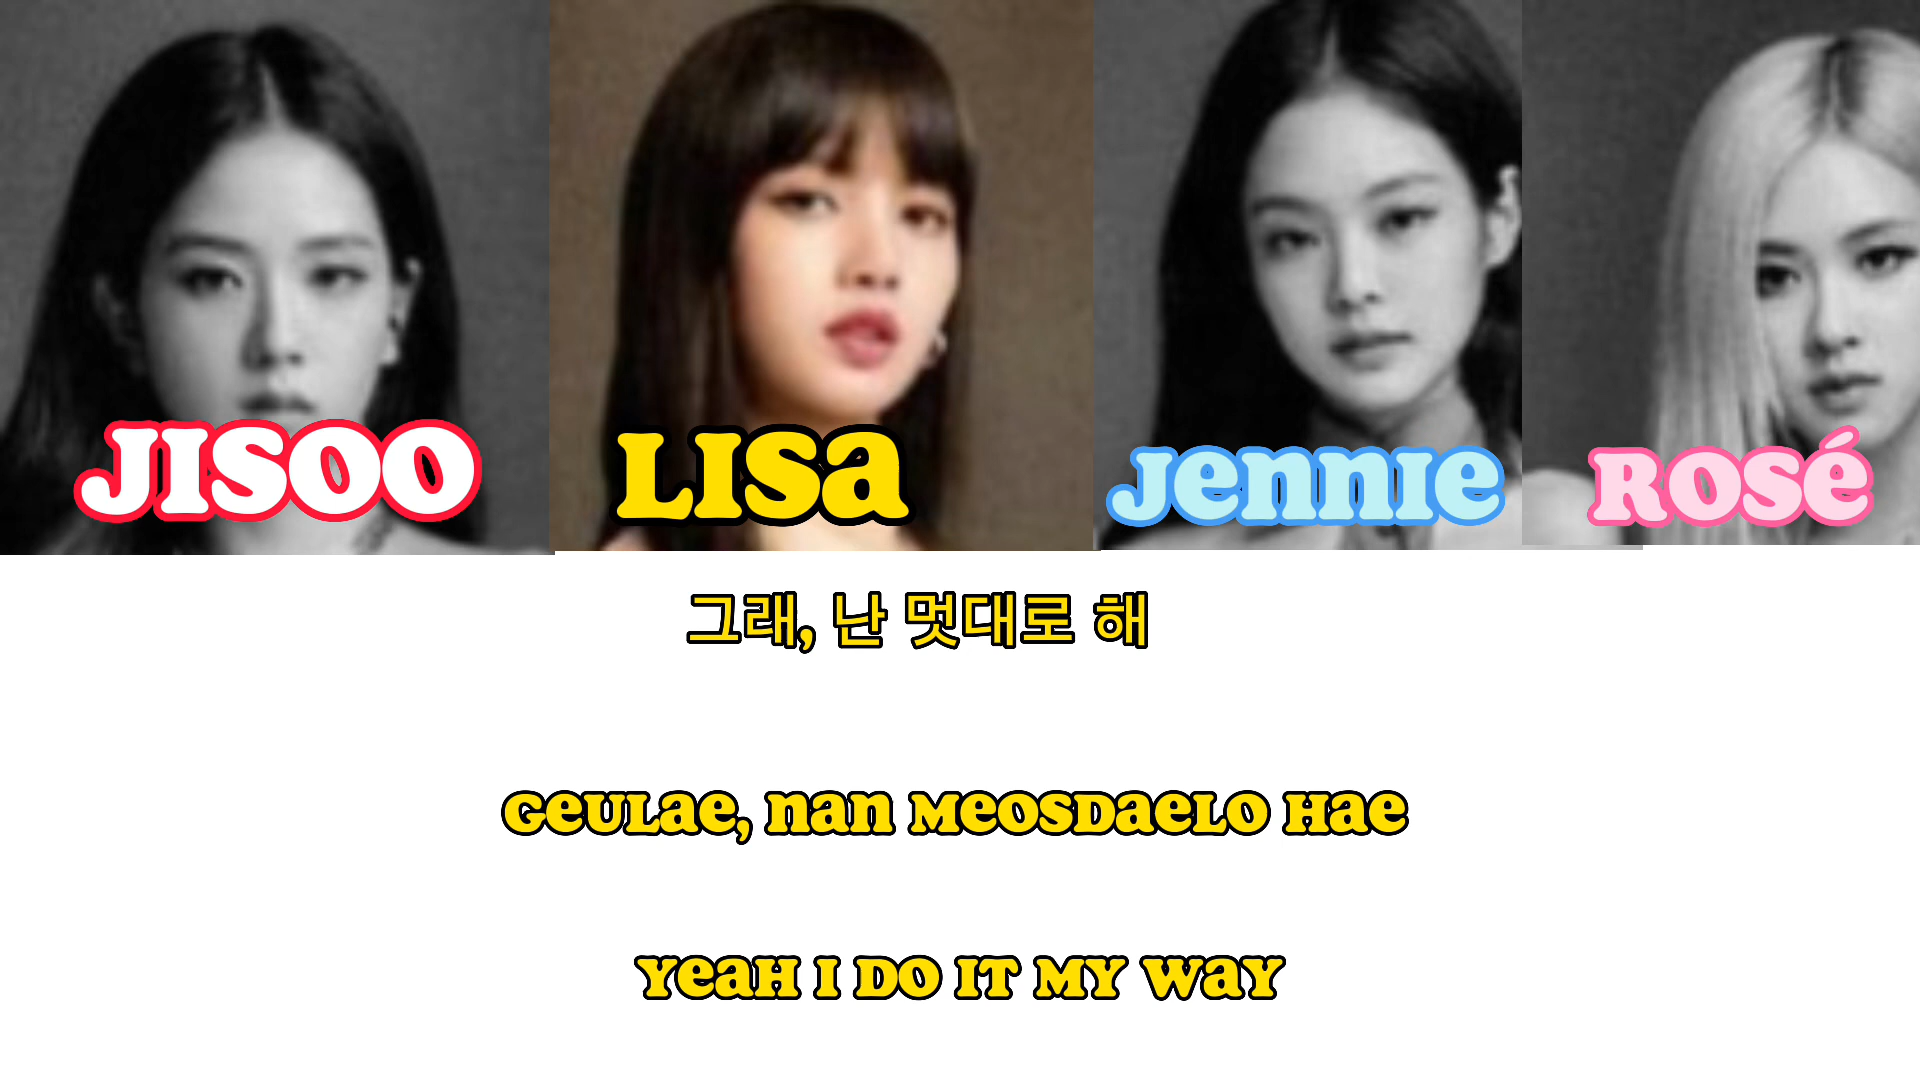 JISOO LISA JENNIE ROSÉ
그래, 난 멋대로 해
GEULAE, NAN MEOSDAELO HAE
YEAH I DO IT MY WAY